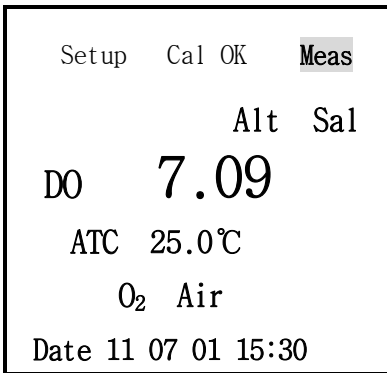 Setup Cal OK Meas
Alt Sal
DO 7.09
ATC 25.0℃
O₂ Air
Date 11 07 01 15:30